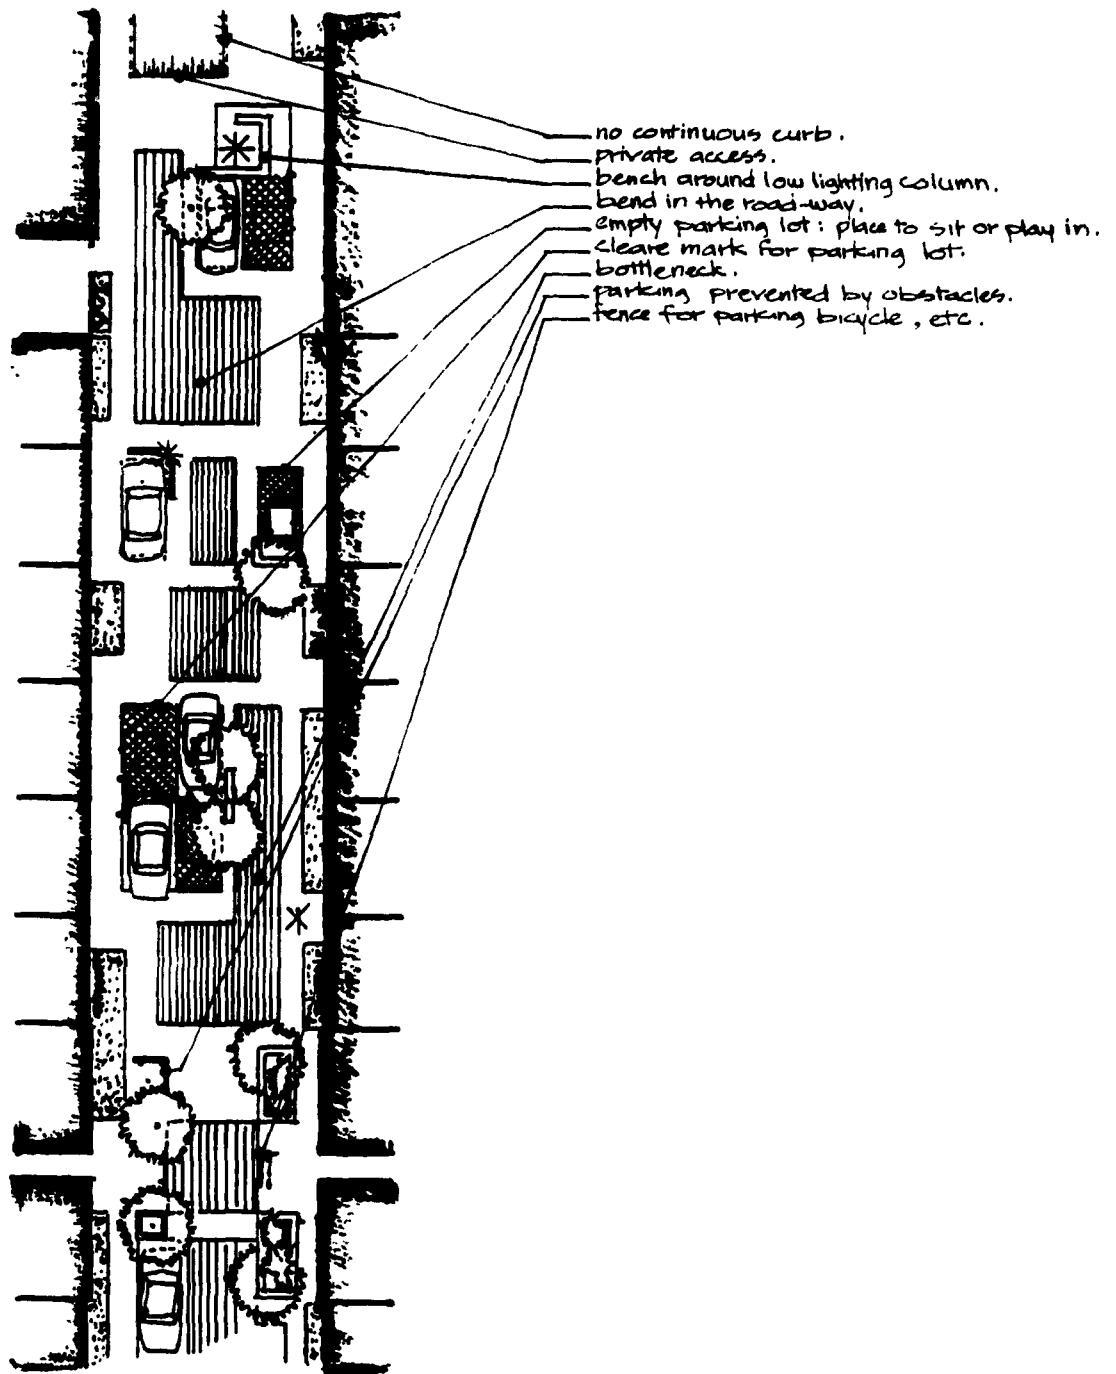 no continuous curb.
private access.
bench around low lighting column.
bend in the road-way.
empty parking lot: place to sit or play in.
cleare mark for parking lot.
bottleneck.
parking prevented by obstacles.
fence for parking bicycle, etc.